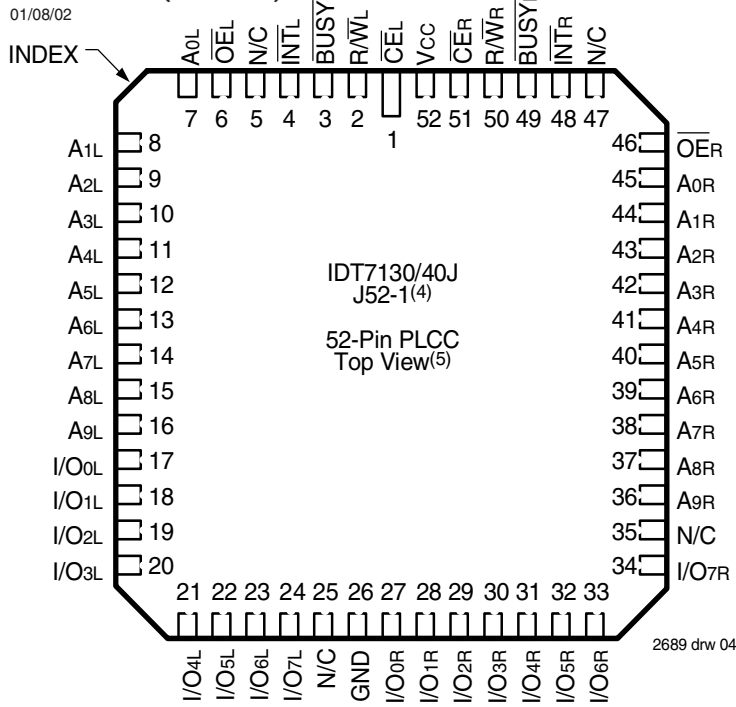 01/08/02
INDEX
A0L
OEL
N/C
INTL
BUSY
R/WL
CEL
VCC
CER
R/WR
BUSY
INTR
N/C
7 6 5 4 3 2 1 52 51 50 49 48 47
A1L 8
A2L 9
A3L 10
A4L 11
A5L 12
A6L 13
A7L 14
A8L 15
A9L 16
I/O0L 17
I/O1L 18
I/O2L 19
I/O3L 20
IDT7130/40J
J52-1(4)
52-Pin PLCC
Top View(5)
46 OER
45 A0R
44 A1R
43 A2R
42 A3R
41 A4R
40 A5R
39 A6R
38 A7R
37 A8R
36 A9R
35 N/C
34 I/O7R
21 22 23 24 25 26 27 28 29 30 31 32 33
I/O4L
I/O5L
I/O6L
I/O7L
N/C
GND
I/O0R
I/O1R
I/O2R
I/O3R
I/O4R
I/O5R
I/O6R
2689 drw 04